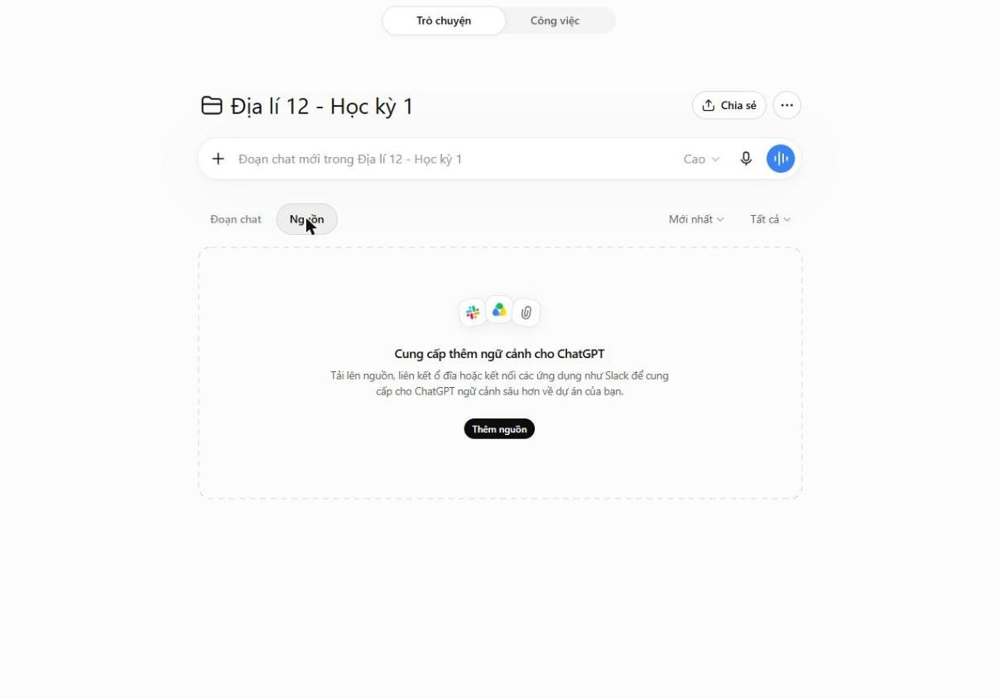 Trò chuyện
Công việc
Địa lí 12 - Học kỳ 1
Chia sẻ
Đoạn chat mới trong Địa lí 12 - Học kỳ 1
Cao
Đoạn chat
Nguồn
Mới nhất
Tất cả
Cung cấp thêm ngữ cảnh cho ChatGPT
Tải lên nguồn, liên kết ổ đĩa hoặc kết nối các ứng dụng như Slack để cung
cấp cho ChatGPT ngữ cảnh sâu hơn về dự án của bạn.
Thêm nguồn